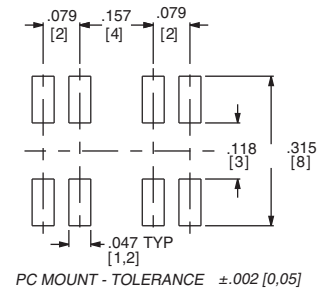 .079 .157 .079
[2] [4] [2]
.118 .315
[3] [8]
.047 TYP
[1,2]
PC MOUNT - TOLERANCE ±.002 [0,05]